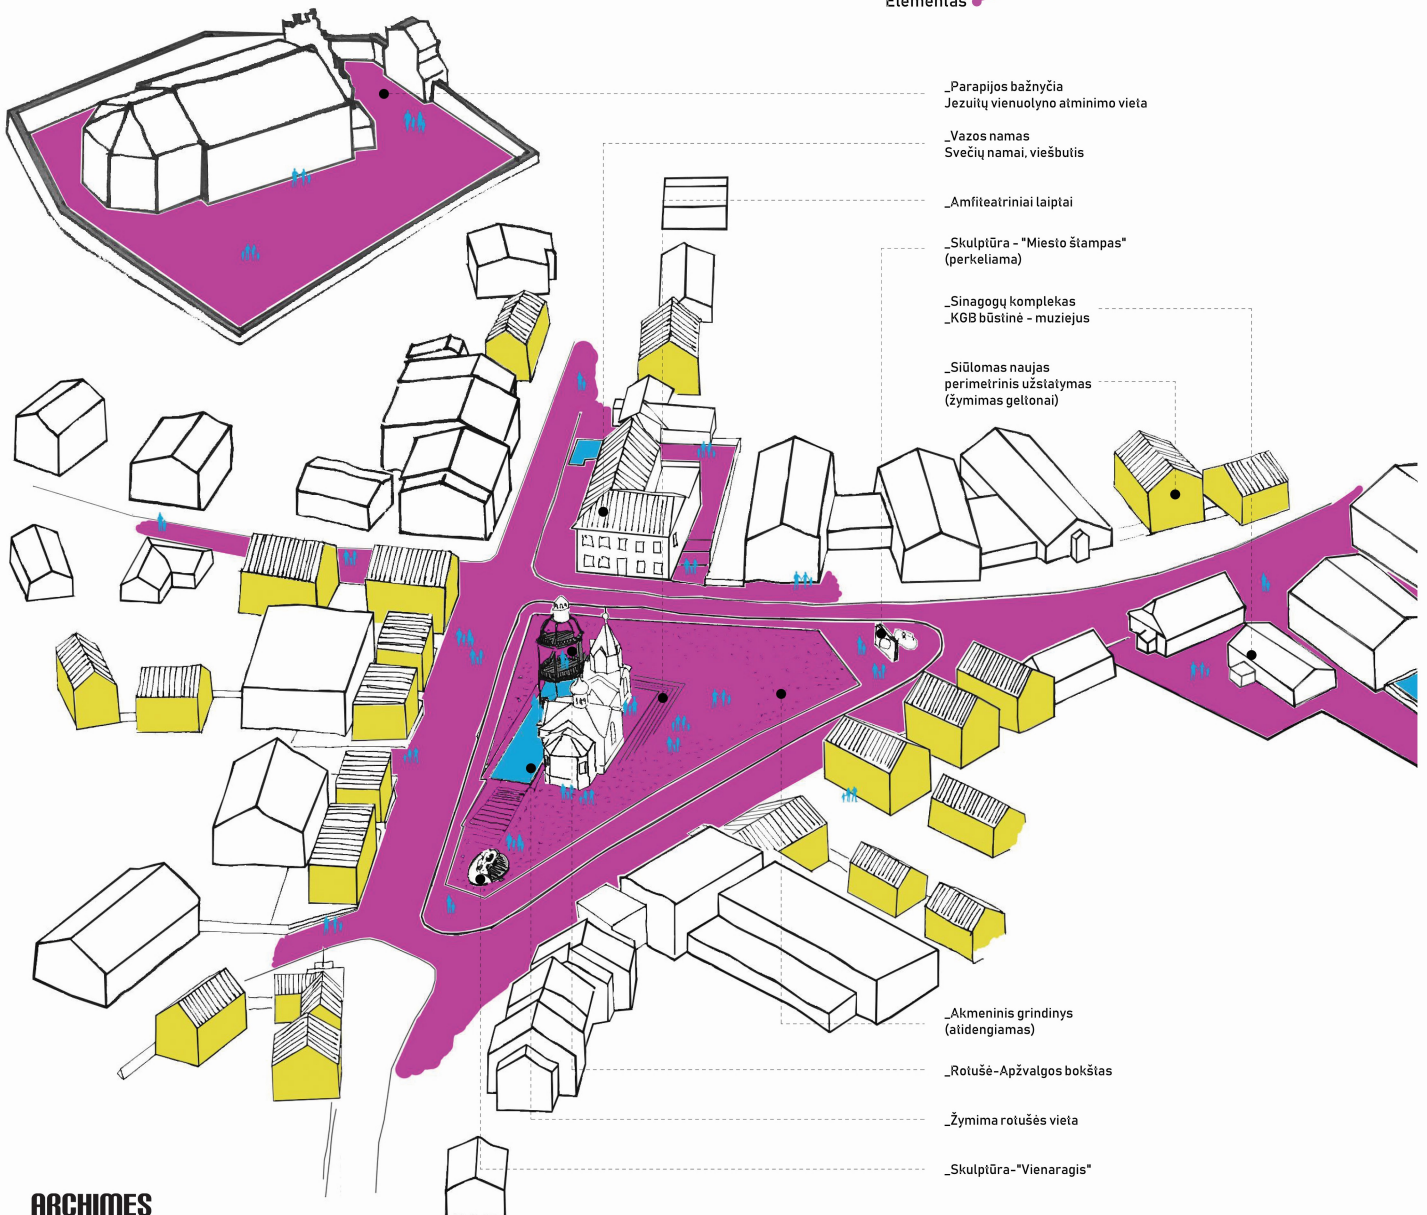 Elementas
_Parapijos bažnyčia
Jezuitų vienuolyno atminimo vieta
_Vazos namas
Svečių namai, viešbutis
_Amfiteatriniai laiptai
_Skulptūra - "Miesto štampas"
(perkeliama)
_Sinagogų komplekas
_KGB būstinė - muziejus
_Siūlomas naujas
perimetrinis užstatymas
(žymimas geltonai)
_Akmeninis grindinys
(atidengiamas)
_Rotušė-Apžvalgos bokštas
_Žymima rotušės vieta
_Skulptūra-"Vienaragis"
ARCHIMES